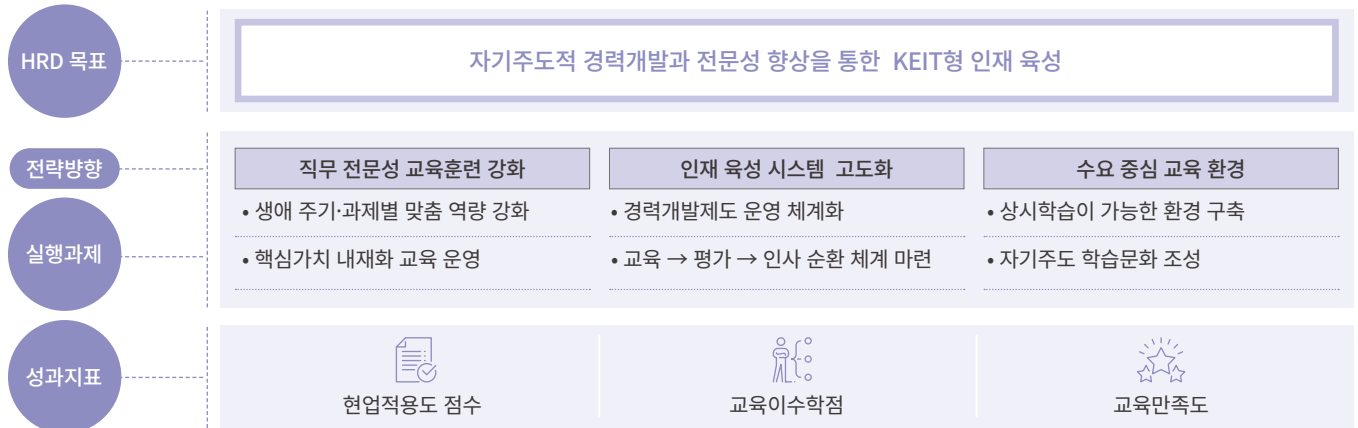 HRD 목표
자기주도적 경력개발과 전문성 향상을 통한 KEIT형 인재 육성
전략방향
직무 전문성 교육훈련 강화
인재 육성 시스템 고도화
수요 중심 교육 환경
실행과제
• 생애 주기·과제별 맞춤 역량 강화
• 경력개발제도 운영 체계화
• 상시학습이 가능한 환경 구축
• 핵심가치 내재화 교육 운영
• 교육 → 평가 → 인사 순환 체계 마련
• 자기주도 학습문화 조성
성과지표
현업적용도 점수
교육이수학점
교육만족도